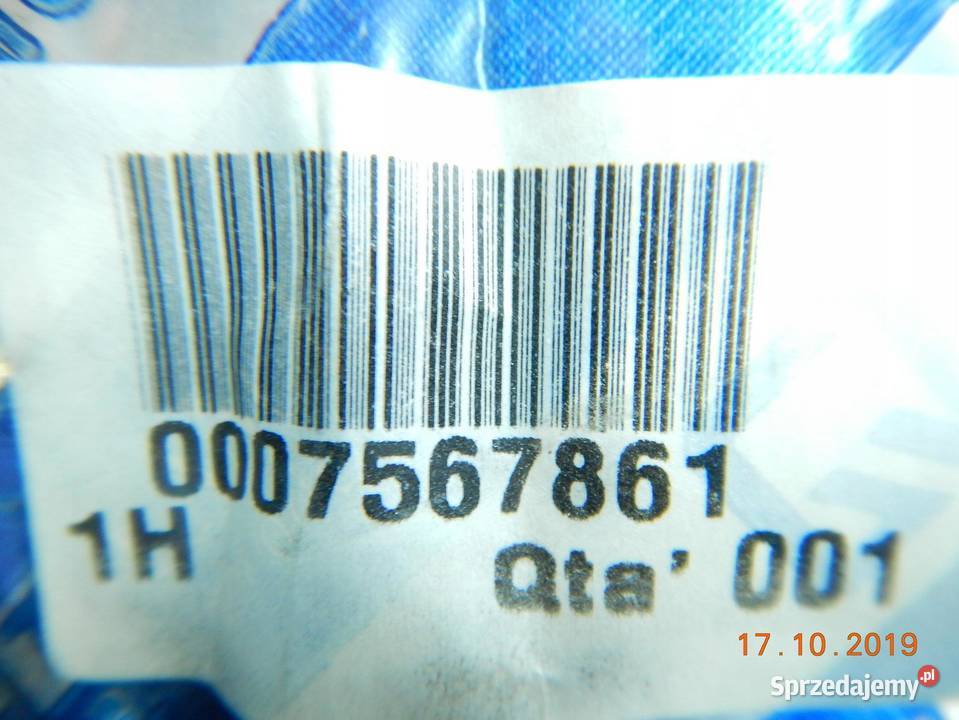 0007567861
1H
Qta' 001
17.10.2019
Sprzedajemy.pl